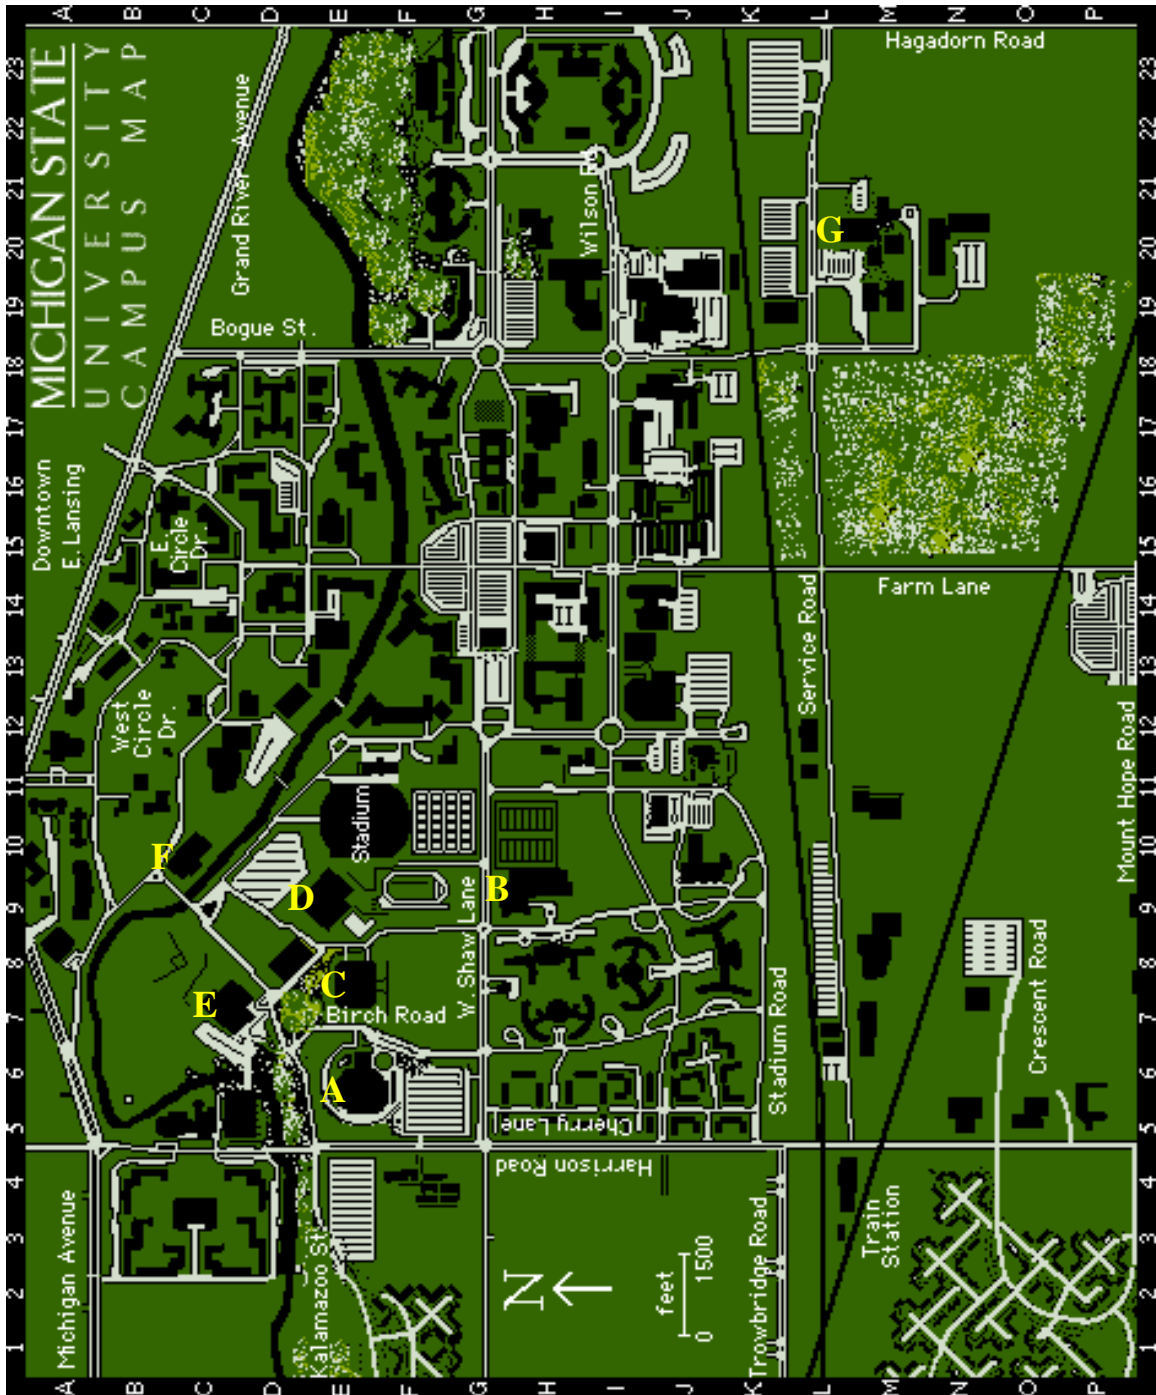 MICHIGAN STATE
UNIVERSITY
CAMPUS MAP
A B C D E F G H I J K L M N O P
23
22
21
20
19
18
17
16
15
14
13
12
11
10
9
8
7
6
5
4
3
2
1
Hagadorn Road
Grand River Avenue
Wilson Rd
Bogue St.
Downtown
E. Lansing
E.
Circle
Dr.
Farm Lane
Service Road
West
Circle
Dr.
Mount Hope Road
Stadium
W. Shaw Lane
Birch Road
Stadium Road
Crescent Road
Cherry Lane
Harrison Road
Michigan Avenue
Kalamazoo St
Trowbridge Road
Train
Station
N
feet
0 1500
A
B
C
D
E
F
G
A B C D E F G H I J K L M N O P